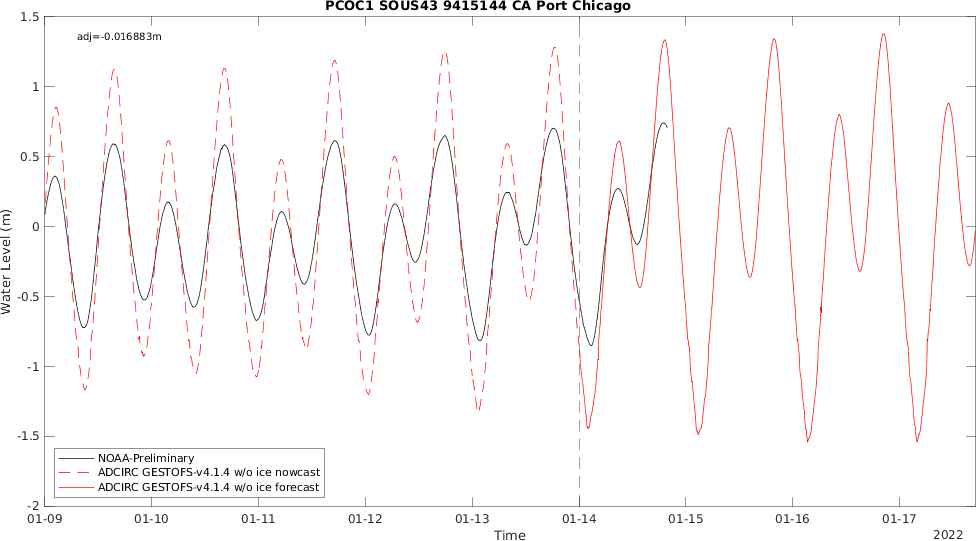 PCOC1 SOUS43 9415144 CA Port Chicago
adj=-0.016883m
Water Level (m)
1.5
1
0.5
0
-0.5
-1
-1.5
-2
NOAA-Preliminary
ADCIRC GESTOFS-v4.1.4 w/o ice nowcast
ADCIRC GESTOFS-v4.1.4 w/o ice forecast
01-09 01-10 01-11 01-12 01-13 01-14 01-15 01-16 01-17
Time
2022